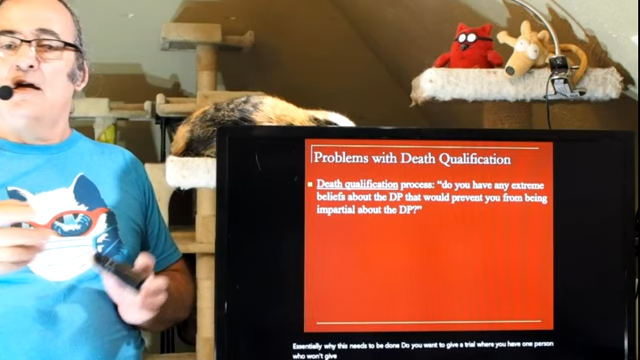 Problems with Death Qualification
Death qualification process: “do you have any extreme
beliefs about the DP that would prevent you from being
impartial about the DP?”
Essentially why this needs to be done Do you want to give a trial where you have one person
who won't give